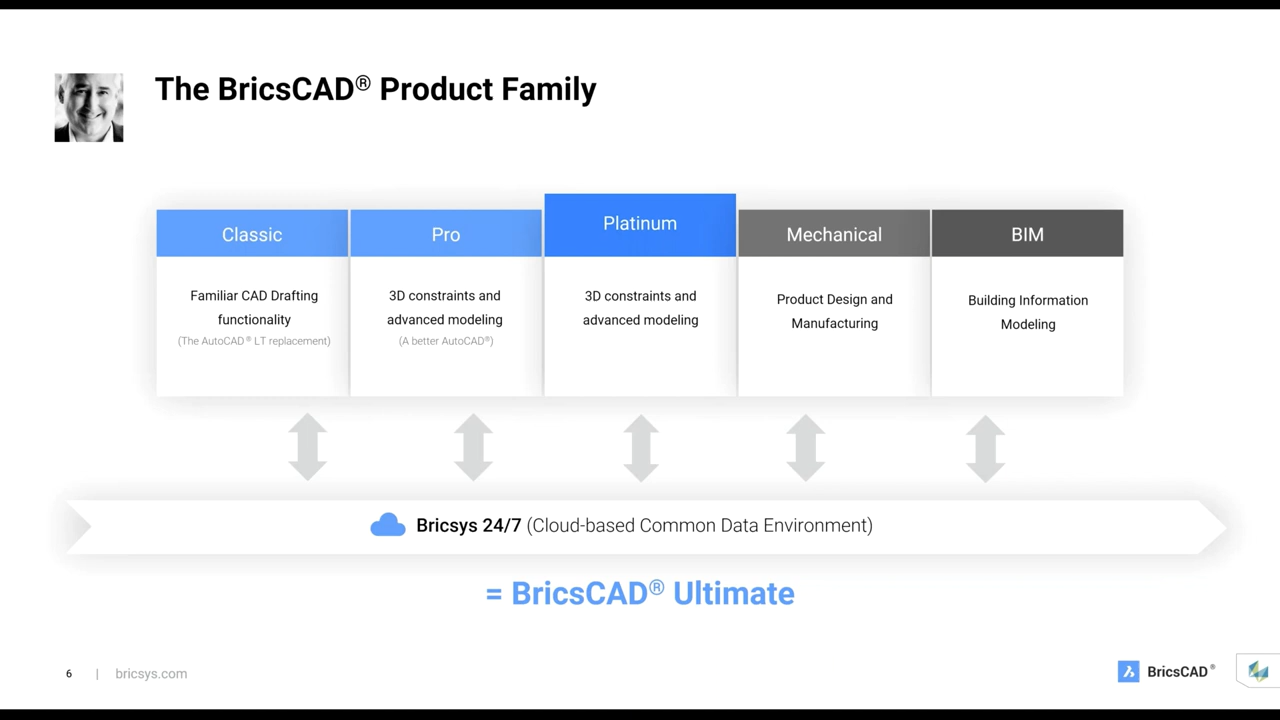 The BricsCAD® Product Family
Classic
Familiar CAD Drafting
functionality
(The AutoCAD® LT replacement)
Pro
3D constraints and
advanced modeling
(A better AutoCAD®)
Platinum
3D constraints and
advanced modeling
Mechanical
Product Design and
Manufacturing
BIM
Building Information
Modeling
Bricsys 24/7 (Cloud-based Common Data Environment)
= BricsCAD® Ultimate
6 | bricsys.com
BricsCAD®